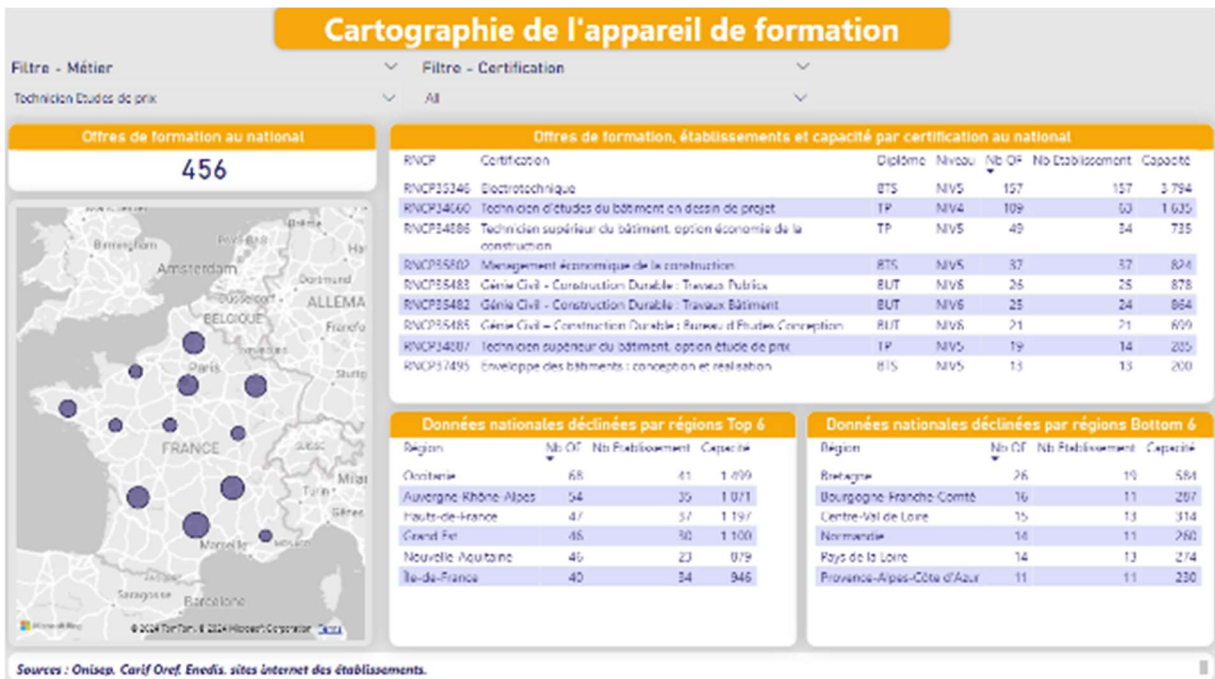 Cartographie de l'appareil de formation
Filtre - Métier
Filtre - Certification
Technicien Etudes de prix
All
Offres de formation au national
456
Birmingham
PAYS-BAS
Brême
Amsterdam
Dortmund
Düsseldorf
ALLEMA
BELGIQUE
Paris
FRANCE
SUISSE
Turin
Gênes
Marseille
MONACO
Saragosse
Barcelone
© 2024 TomTom, © 2024 Microsoft Corporation Terms
Offres de formation, établissements et capacité par certification au national
RNCP Certification Diplôme Niveau Nb OF Nb Etablissement Capacité
RNCP35346 Electrotechnique BTS NIV5 157 157 3 794
RNCP34660 Technicien d'études du bâtiment en dessin de projet TP NIV4 109 63 1 635
RNCP34886 Technicien supérieur du bâtiment, option économie de la TP NIV5 49 34 735
construction
RNCP35802 Management économique de la construction BTS NIV5 37 37 824
RNCP35483 Génie Civil - Construction Durable : Travaux Publics BUT NIV6 26 25 878
RNCP35482 Génie Civil - Construction Durable : Travaux Bâtiment BUT NIV6 25 24 864
RNCP35485 Génie Civil – Construction Durable : Bureau d'Etudes Conception BUT NIV6 21 21 699
RNCP34887 Technicien supérieur du bâtiment, option étude de prix TP NIV5 19 14 285
RNCP37495 Enveloppe des bâtiments : conception et réalisation BTS NIV5 13 13 200
Données nationales déclinées par régions Top 6
Région Nb OF Nb Etablissement Capacité
Occitanie 68 41 1 499
Auvergne-Rhône-Alpes 54 35 1 071
Hauts-de-France 47 37 1 197
Grand Est 46 30 1 100
Nouvelle-Aquitaine 46 23 879
Île-de-France 40 34 946
Données nationales déclinées par régions Bottom 6
Région Nb OF Nb Etablissement Capacité
Bretagne 26 19 584
Bourgogne-Franche-Comté 16 11 287
Centre-Val de Loire 15 13 314
Normandie 14 11 260
Pays de la Loire 14 13 274
Provence-Alpes-Côte d'Azur 11 11 230
Sources : Onisep, Carif Oref, Enedis, sites internet des établissements.